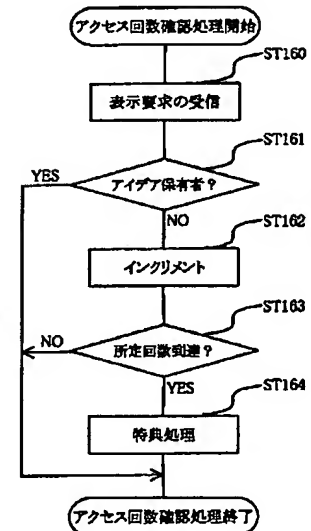 アクセス回数確認処理開始
ST160
表示要求の受信
ST161
YES
アイデア保有者?
NO
ST162
インクリメント
ST163
NO
所定回数到達?
YES
ST164
特典処理
アクセス回数確認処理終了